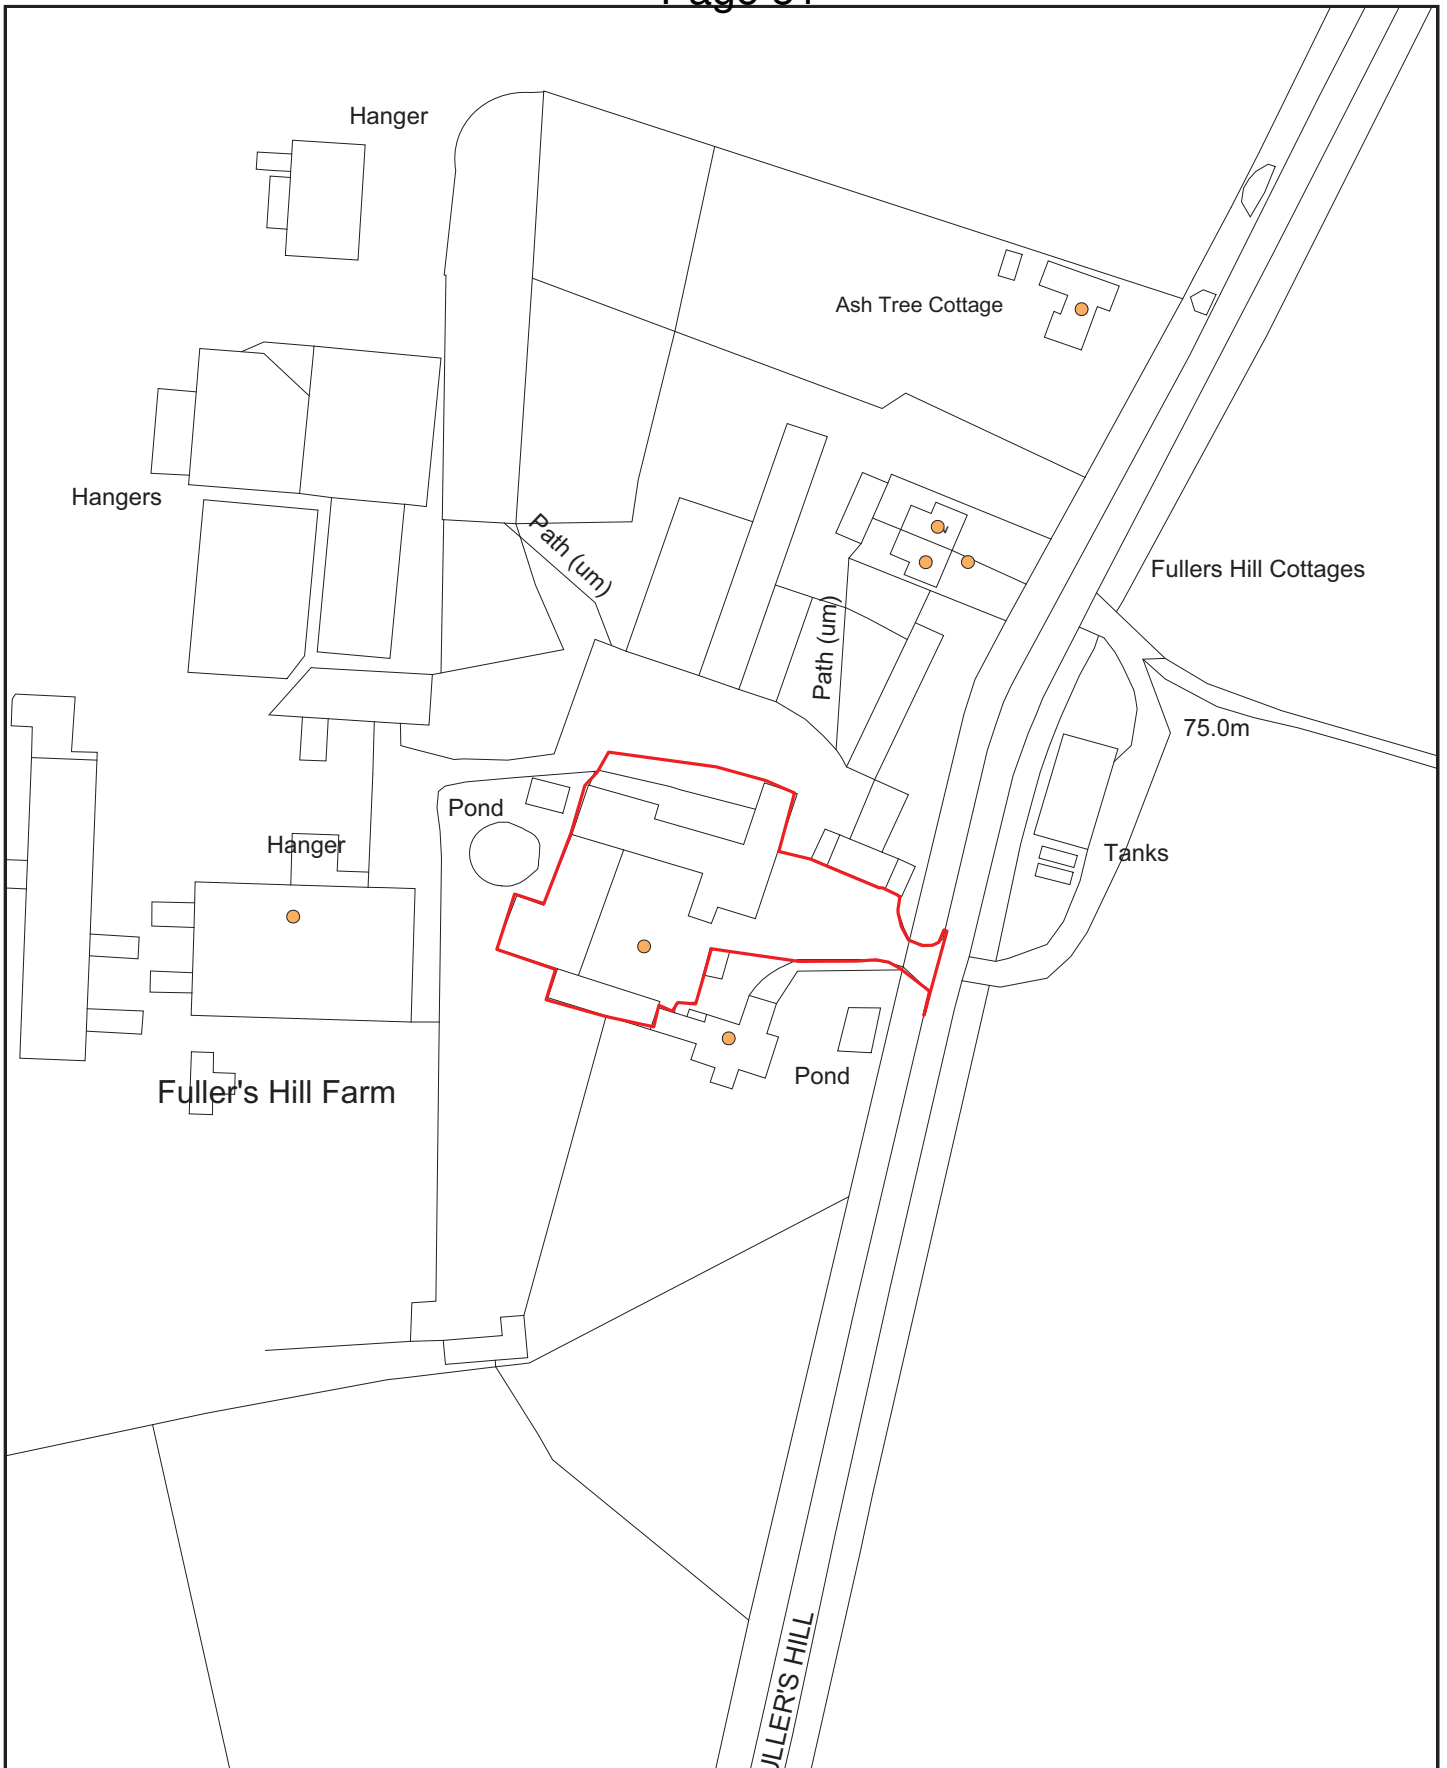 Hanger
Ash Tree Cottage
Hangers
Path (um)
Fullers Hill Cottages
Path (um)
75.0m
Pond
Hanger
Tanks
Fuller's Hill Farm
Pond
ULLER'S HILL